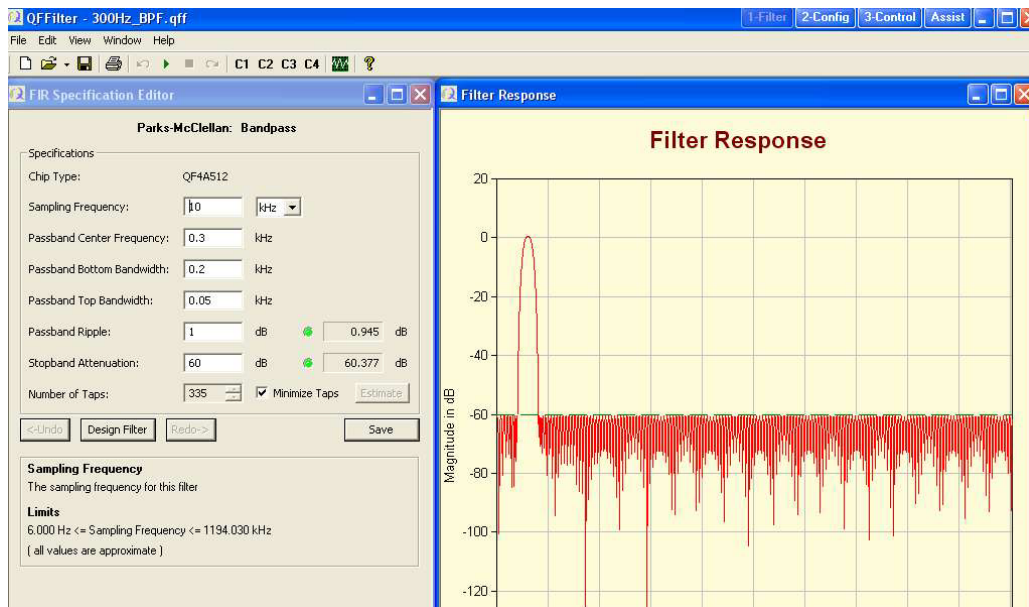 QFFilter - 300Hz_BPF.qff
1-Filter 2-Config 3-Control Assist
File Edit View Window Help
C1 C2 C3 C4
FIR Specification Editor
Parks-McClellan: Bandpass
Specifications
Chip Type: QF4A512
Sampling Frequency: 10 kHz
Passband Center Frequency: 0.3 kHz
Passband Bottom Bandwidth: 0.2 kHz
Passband Top Bandwidth: 0.05 kHz
Passband Ripple: 1 dB 0.945 dB
Stopband Attenuation: 60 dB 60.377 dB
Number of Taps: 335 Minimize Taps Estimate
<-Undo Design Filter Redo-> Save
Sampling Frequency
The sampling frequency for this filter
Limits
6.000 Hz <= Sampling Frequency <= 1194.030 kHz
( all values are approximate )
Filter Response
Filter Response
Magnitude in dB
20
0
-20
-40
-60
-80
-100
-120